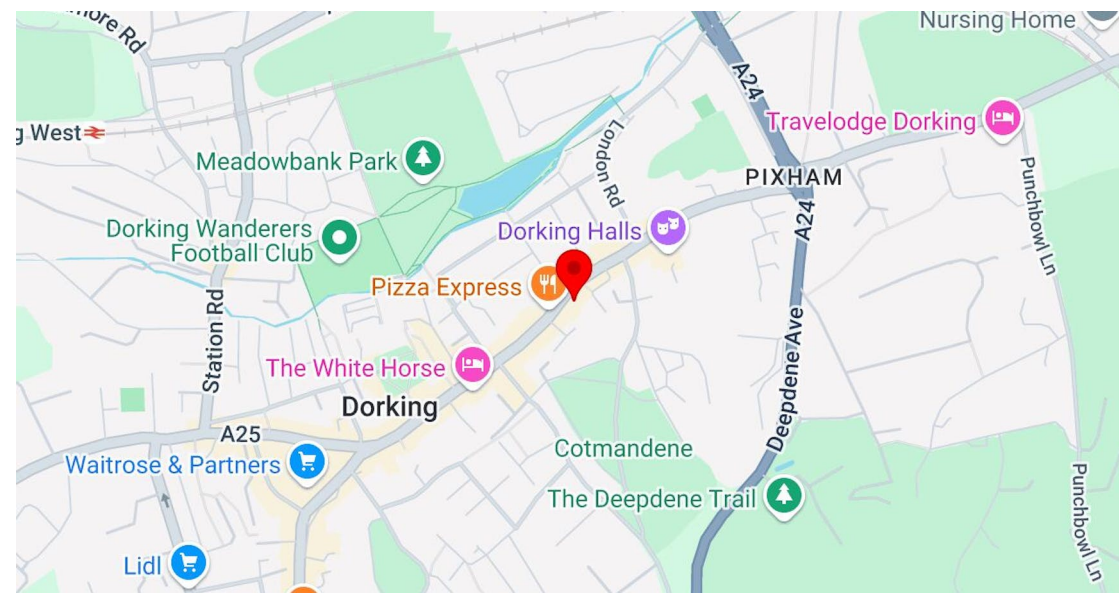 more Rd
Nursing Home
A24
g West
Travelodge Dorking
London Rd
Meadowbank Park
PIXHAM
Punchbowl Ln
Dorking Wanderers
Football Club
Dorking Halls
A24
Pizza Express
Station Rd
The White Horse
Deepdene Ave
Dorking
A25
Cotmandene
Waitrose & Partners
The Deepdene Trail
Punchbowl Ln
Lidl